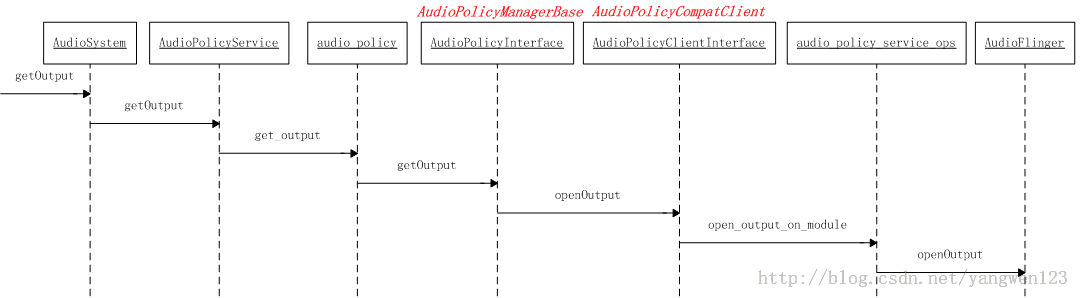 AudioPolicyManagerBase AudioPolicyCompatClient
AudioSystem AudioPolicyService audio_policy AudioPolicyInterface AudioPolicyClientInterface audio_policy_service_ops AudioFlinger
getOutput
getOutput
get_output
getOutput
openOutput
open_output_on_module
openOutput
http://blog.csdn.net/yangwen123